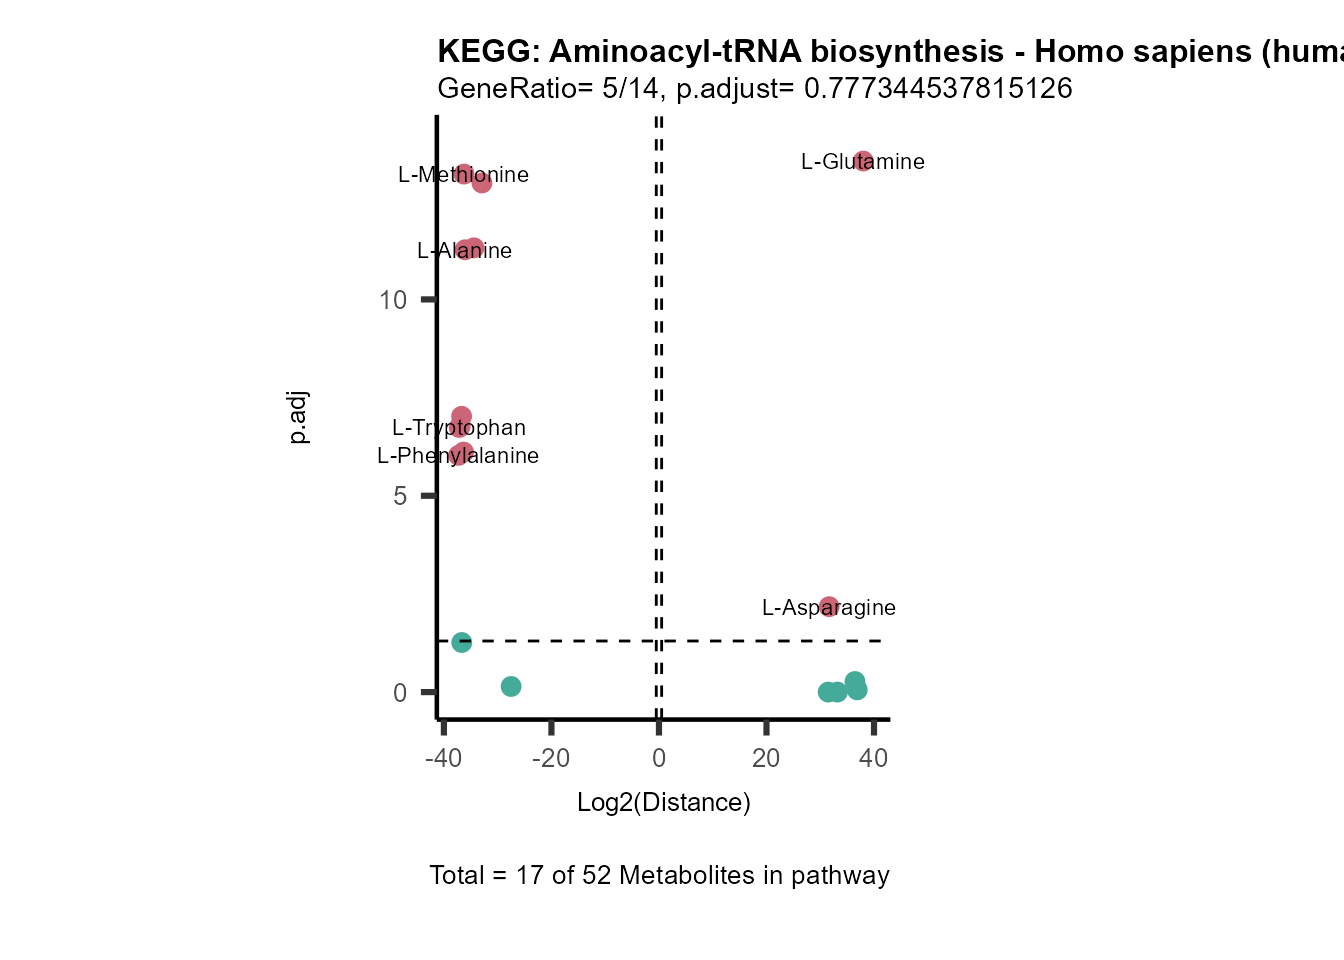 KEGG: Aminoacyl-tRNA biosynthesis - Homo sapiens (huma
GeneRatio= 5/14, p.adjust= 0.777344537815126
L-Glutamine
L-Methionine
L-Alanine
10
p.adj
L-Tryptophan
L-Phenylalanine
5
L-Asparagine
0
-40 -20 0 20 40
Log2(Distance)
Total = 17 of 52 Metabolites in pathway